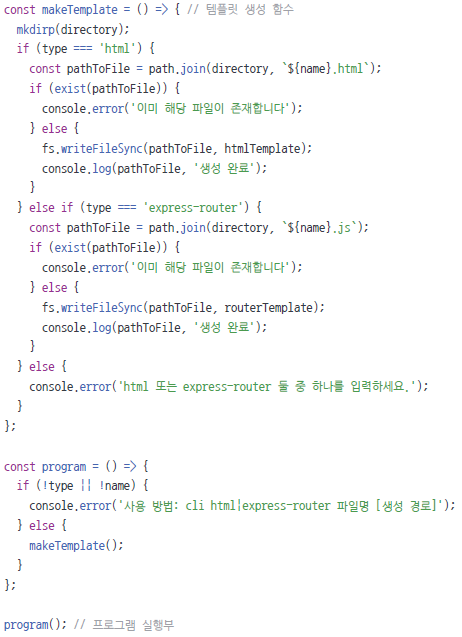 const makeTemplate = () => { // 템플릿 생성 함수
  mkdirp(directory);
  if (type === 'html') {
    const pathToFile = path.join(directory, `${name}.html`);
    if (exist(pathToFile)) {
      console.error('이미 해당 파일이 존재합니다');
    } else {
      fs.writeFileSync(pathToFile, htmlTemplate);
      console.log(pathToFile, '생성 완료');
    }
  } else if (type === 'express-router') {
    const pathToFile = path.join(directory, `${name}.js`);
    if (exist(pathToFile)) {
      console.error('이미 해당 파일이 존재합니다');
    } else {
      fs.writeFileSync(pathToFile, routerTemplate);
      console.log(pathToFile, '생성 완료');
    }
  } else {
    console.error('html 또는 express-router 둘 중 하나를 입력하세요.');
  }
};

const program = () => {
  if (!type || !name) {
    console.error('사용 방법: cli html|express-router 파일명 [생성 경로]');
  } else {
    makeTemplate();
  }
};

program(); // 프로그램 실행부